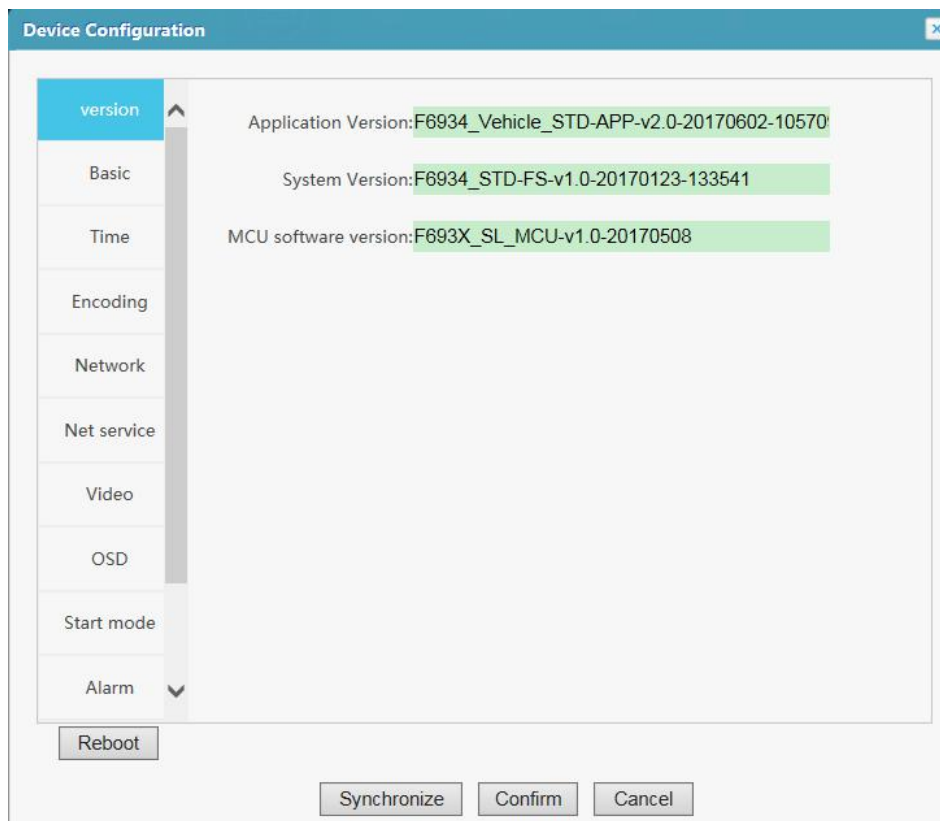 Device Configuration
version
Basic
Time
Encoding
Network
Net service
Video
OSD
Start mode
Alarm
Application Version:F6934_Vehicle_STD-APP-v2.0-20170602-10570
System Version:F6934_STD-FS-v1.0-20170123-133541
MCU software version:F693X_SL_MCU-v1.0-20170508
Reboot
Synchronize Confirm Cancel